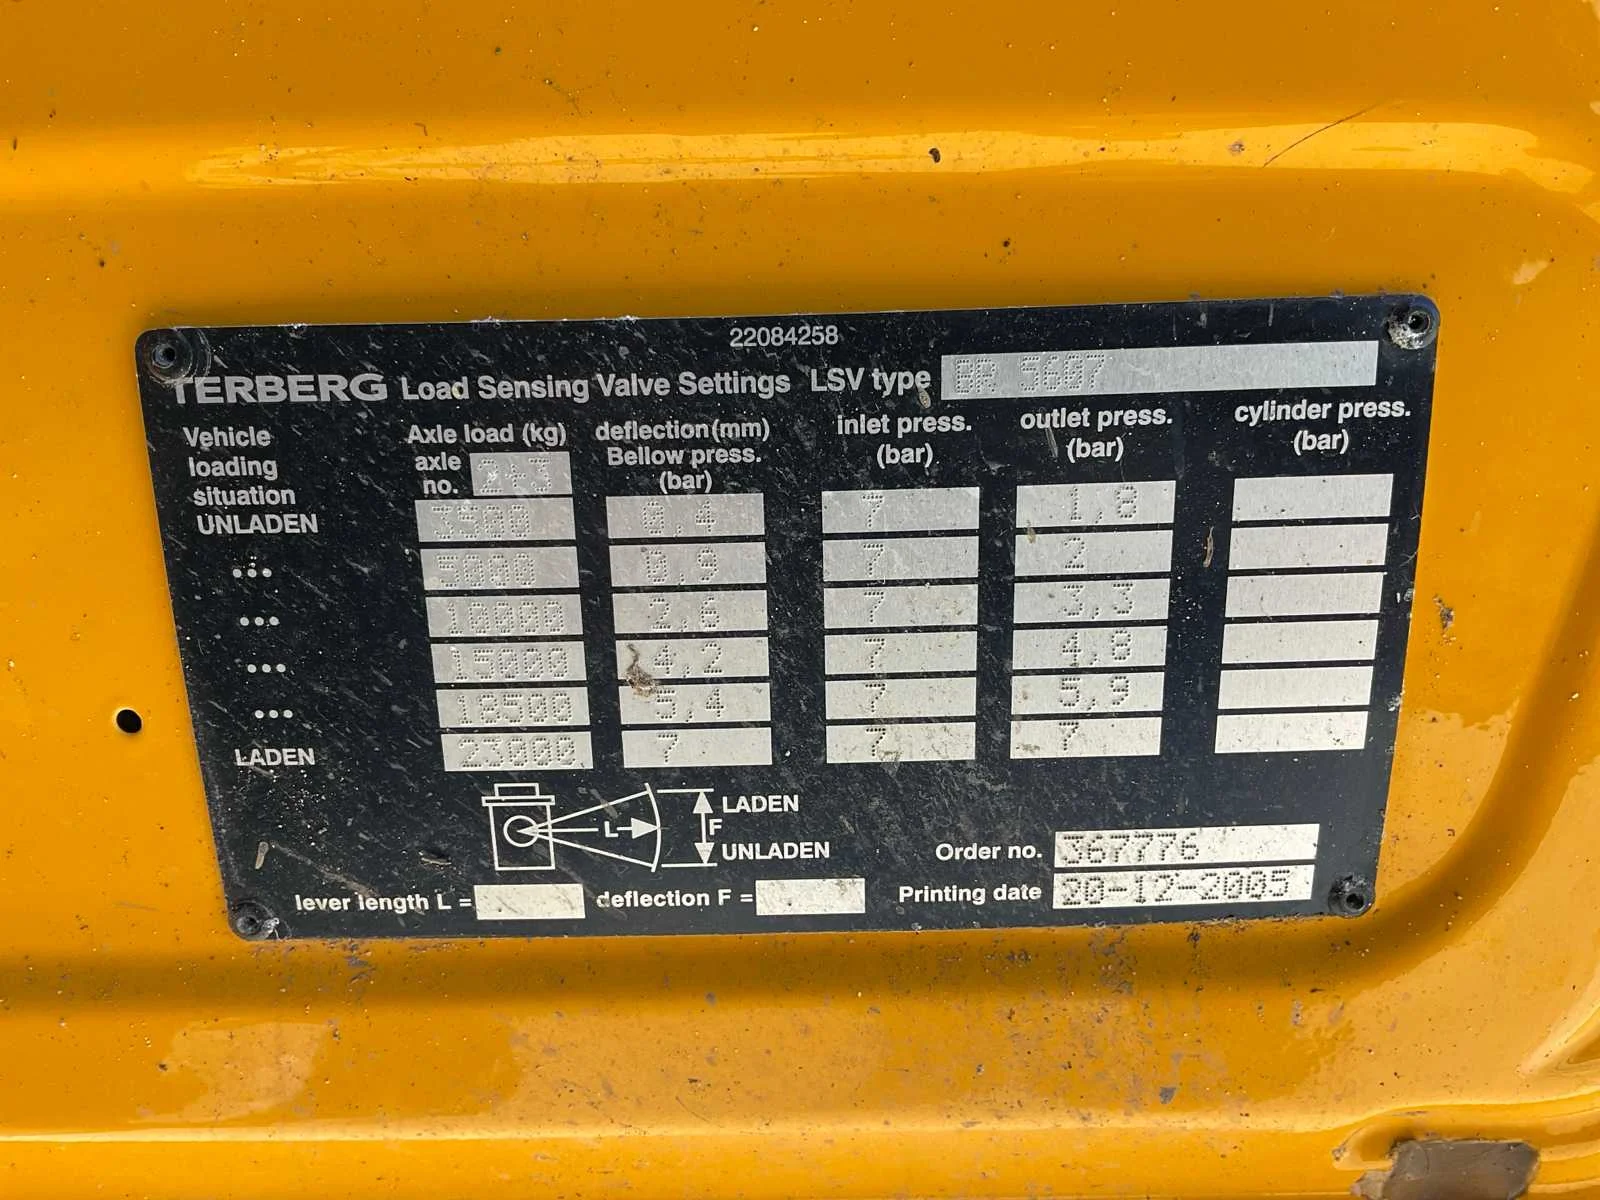 22084258
TERBERG Load Sensing Valve Settings LSV type BR 5607
Vehicle loading situation Axle load (kg) axle no. 2+3 deflection(mm) Bellow press. (bar) inlet press. (bar) outlet press. (bar) cylinder press. (bar)
UNLADEN 3500 0,4 7 1,8
... 5000 0,9 7 2
... 10000 2,6 7 3,3
... 15000 4,2 7 4,8
... 18500 5,4 7 5,9
LADEN 23000 7 7 7
LADEN
L F
UNLADEN
Order no. 367776
lever length L = deflection F = Printing date 20-12-2005